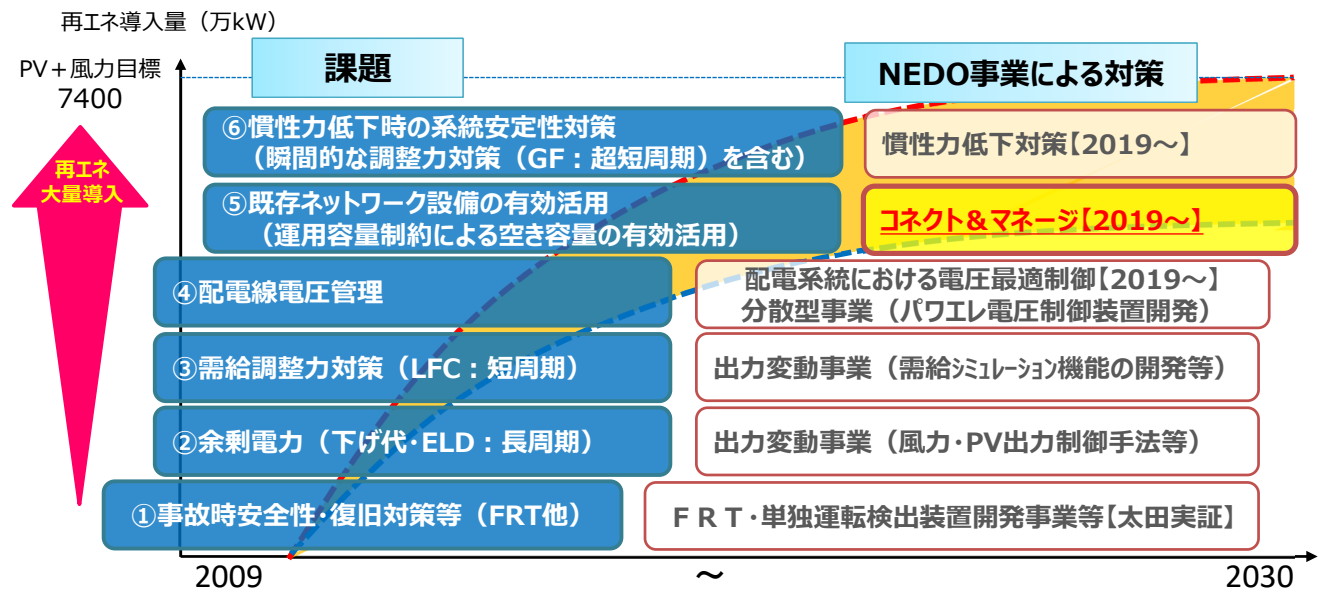 再エネ導入量（万kW）
PV＋風力目標
7400
課題
NEDO事業による対策
再エネ
大量導入
⑥慣性力低下時の系統安定性対策
（瞬間的な調整力対策（GF：超短周期）を含む）
慣性力低下対策【2019～】
⑤既存ネットワーク設備の有効活用
（運用容量制約による空き容量の有効活用）
コネクト＆マネージ【2019～】
④配電線電圧管理
配電系統における電圧最適制御【2019～】
分散型事業（パワエレ電圧制御装置開発）
③需給調整力対策（LFC：短周期）
出力変動事業（需給ｼﾐｭﾚｰｼｮﾝ機能の開発等）
②余剰電力（下げ代・ELD：長周期）
出力変動事業（風力・PV出力制御手法等）
①事故時安全性・復旧対策等（FRT他）
ＦＲＴ・単独運転検出装置開発事業等【太田実証】
2009
～
2030